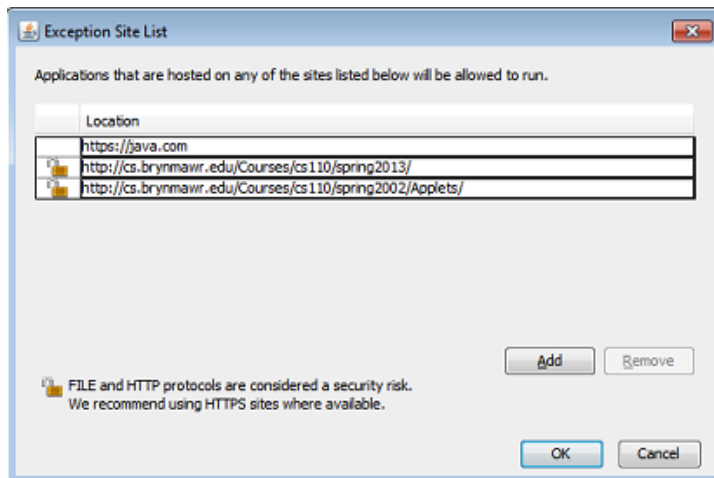 Exception Site List
Applications that are hosted on any of the sites listed below will be allowed to run.
Location
https://java.com
http://cs.brynmawr.edu/Courses/cs110/spring2013/
http://cs.brynmawr.edu/Courses/cs110/spring2002/Applets/
Add Remove
FILE and HTTP protocols are considered a security risk.
We recommend using HTTPS sites where available.
OK Cancel